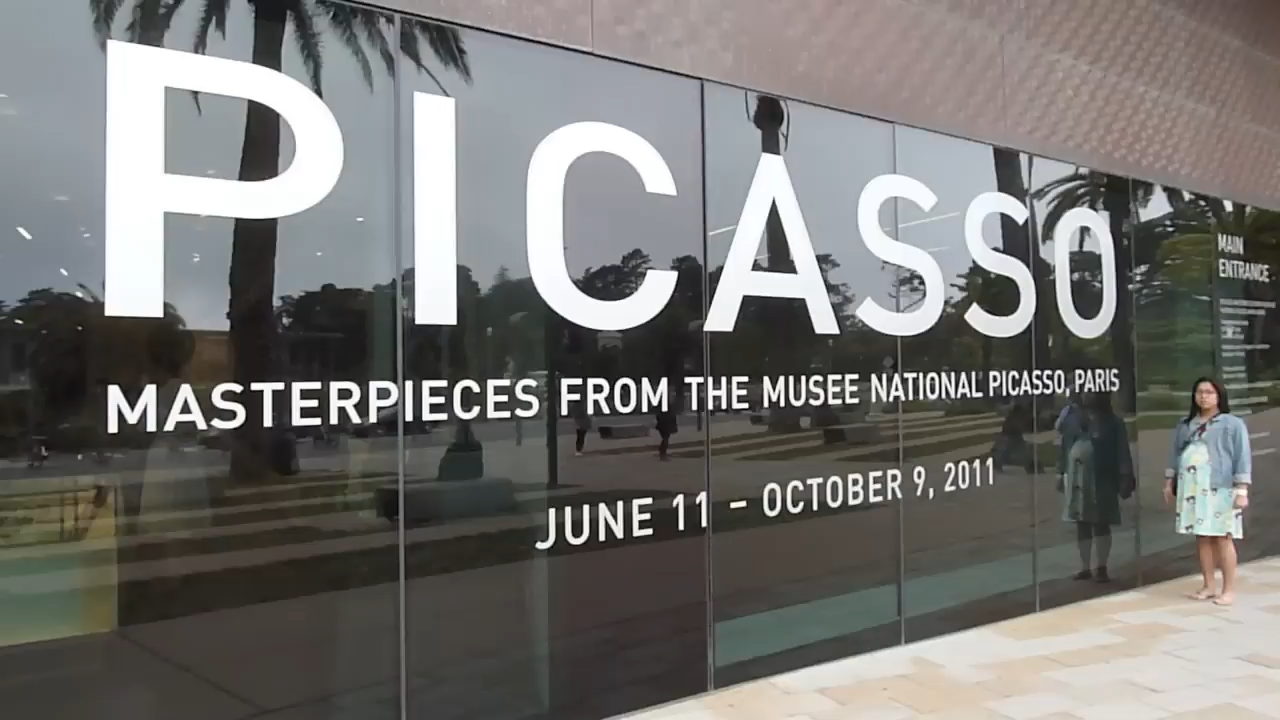 PICASSO
MASTERPIECES FROM THE MUSEE NATIONAL PICASSO, PARIS
JUNE 11 – OCTOBER 9, 2011
MAIN
ENTRANCE